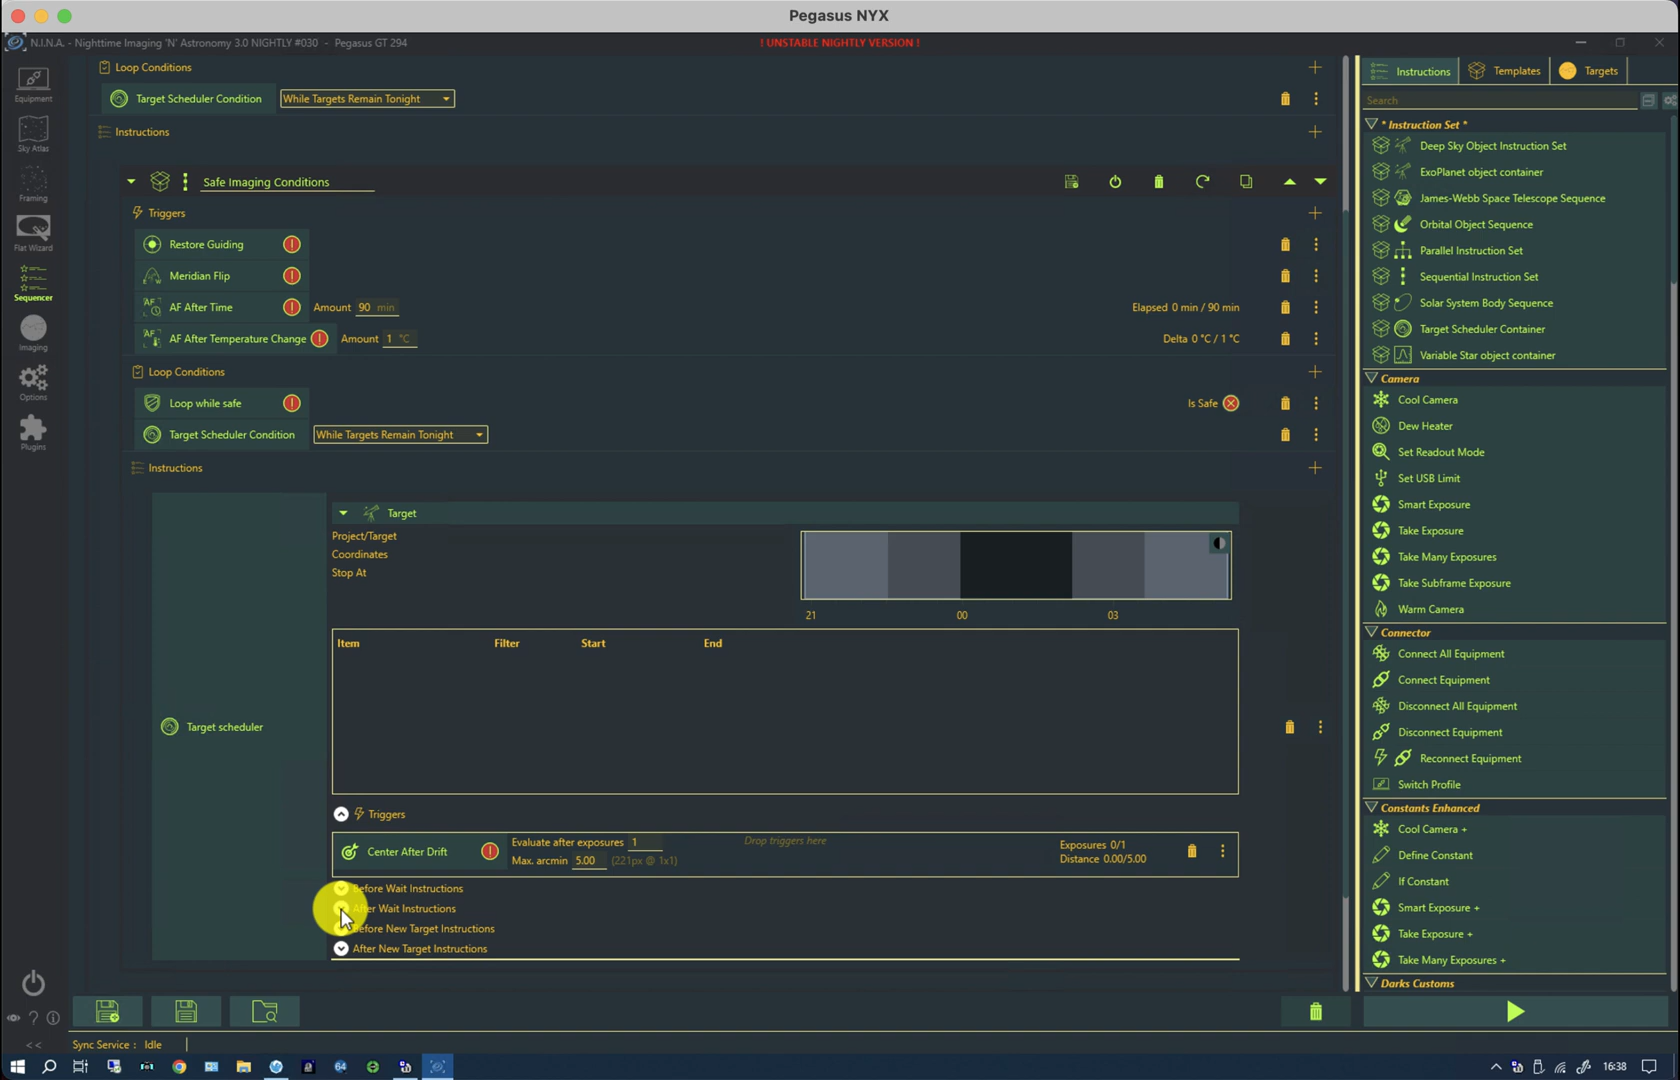 Pegasus NYX
N.I.N.A. - Nighttime Imaging 'N' Astronomy 3.0 NIGHTLY #030 - Pegasus GT 294
! UNSTABLE NIGHTLY VERSION !
Equipment
Sky Atlas
Framing
Flat Wizard
Sequencer
Imaging
Options
Plugins
Loop Conditions
Target Scheduler Condition While Targets Remain Tonight
Instructions
Safe Imaging Conditions
Triggers
Restore Guiding
Meridian Flip
AF After Time Amount 90 min Elapsed 0 min / 90 min
AF After Temperature Change Amount 1 °C Delta 0 °C / 1 °C
Loop Conditions
Loop while safe Is Safe
Target Scheduler Condition While Targets Remain Tonight
Instructions
Target
Project/Target
Coordinates
Stop At
21 00 03
Item Filter Start End
Target scheduler
Triggers
Center After Drift
Evaluate after exposures 1
Max. arcmin 5.00 (221px @ 1x1)
Drop triggers here
Exposures 0/1
Distance 0.00/5.00
Before Wait Instructions
After Wait Instructions
Before New Target Instructions
After New Target Instructions
Instructions Templates Targets
Search
* Instruction Set *
Deep Sky Object Instruction Set
ExoPlanet object container
James-Webb Space Telescope Sequence
Orbital Object Sequence
Parallel Instruction Set
Sequential Instruction Set
Solar System Body Sequence
Target Scheduler Container
Variable Star object container
Camera
Cool Camera
Dew Heater
Set Readout Mode
Set USB Limit
Smart Exposure
Take Exposure
Take Many Exposures
Take Subframe Exposure
Warm Camera
Connector
Connect All Equipment
Connect Equipment
Disconnect All Equipment
Disconnect Equipment
Reconnect Equipment
Switch Profile
Constants Enhanced
Cool Camera +
Define Constant
If Constant
Smart Exposure +
Take Exposure +
Take Many Exposures +
Darks Customs
<< Sync Service : Idle
64
16:38